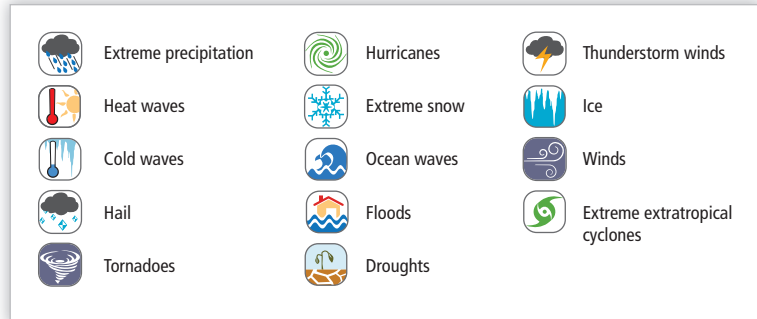 Extreme precipitation
Heat waves
Cold waves
Hail
Tornadoes
Hurricanes
Extreme snow
Ocean waves
Floods
Droughts
Thunderstorm winds
Ice
Winds
Extreme extratropical
cyclones